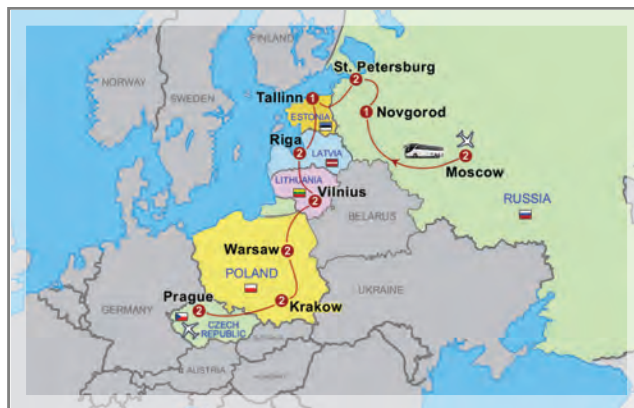 FINLAND
NORWAY
SWEDEN
St. Petersburg
2
Tallinn
1
ESTONIA
1
Novgorod
Riga
2
LATVIA
2
Moscow
LITHUANIA
Vilnius
2
RUSSIA
BELARUS
Warsaw
2
POLAND
UKRAINE
Prague
2
2
Krakow
GERMANY
CZECH
REPUBLIC
AUSTRIA